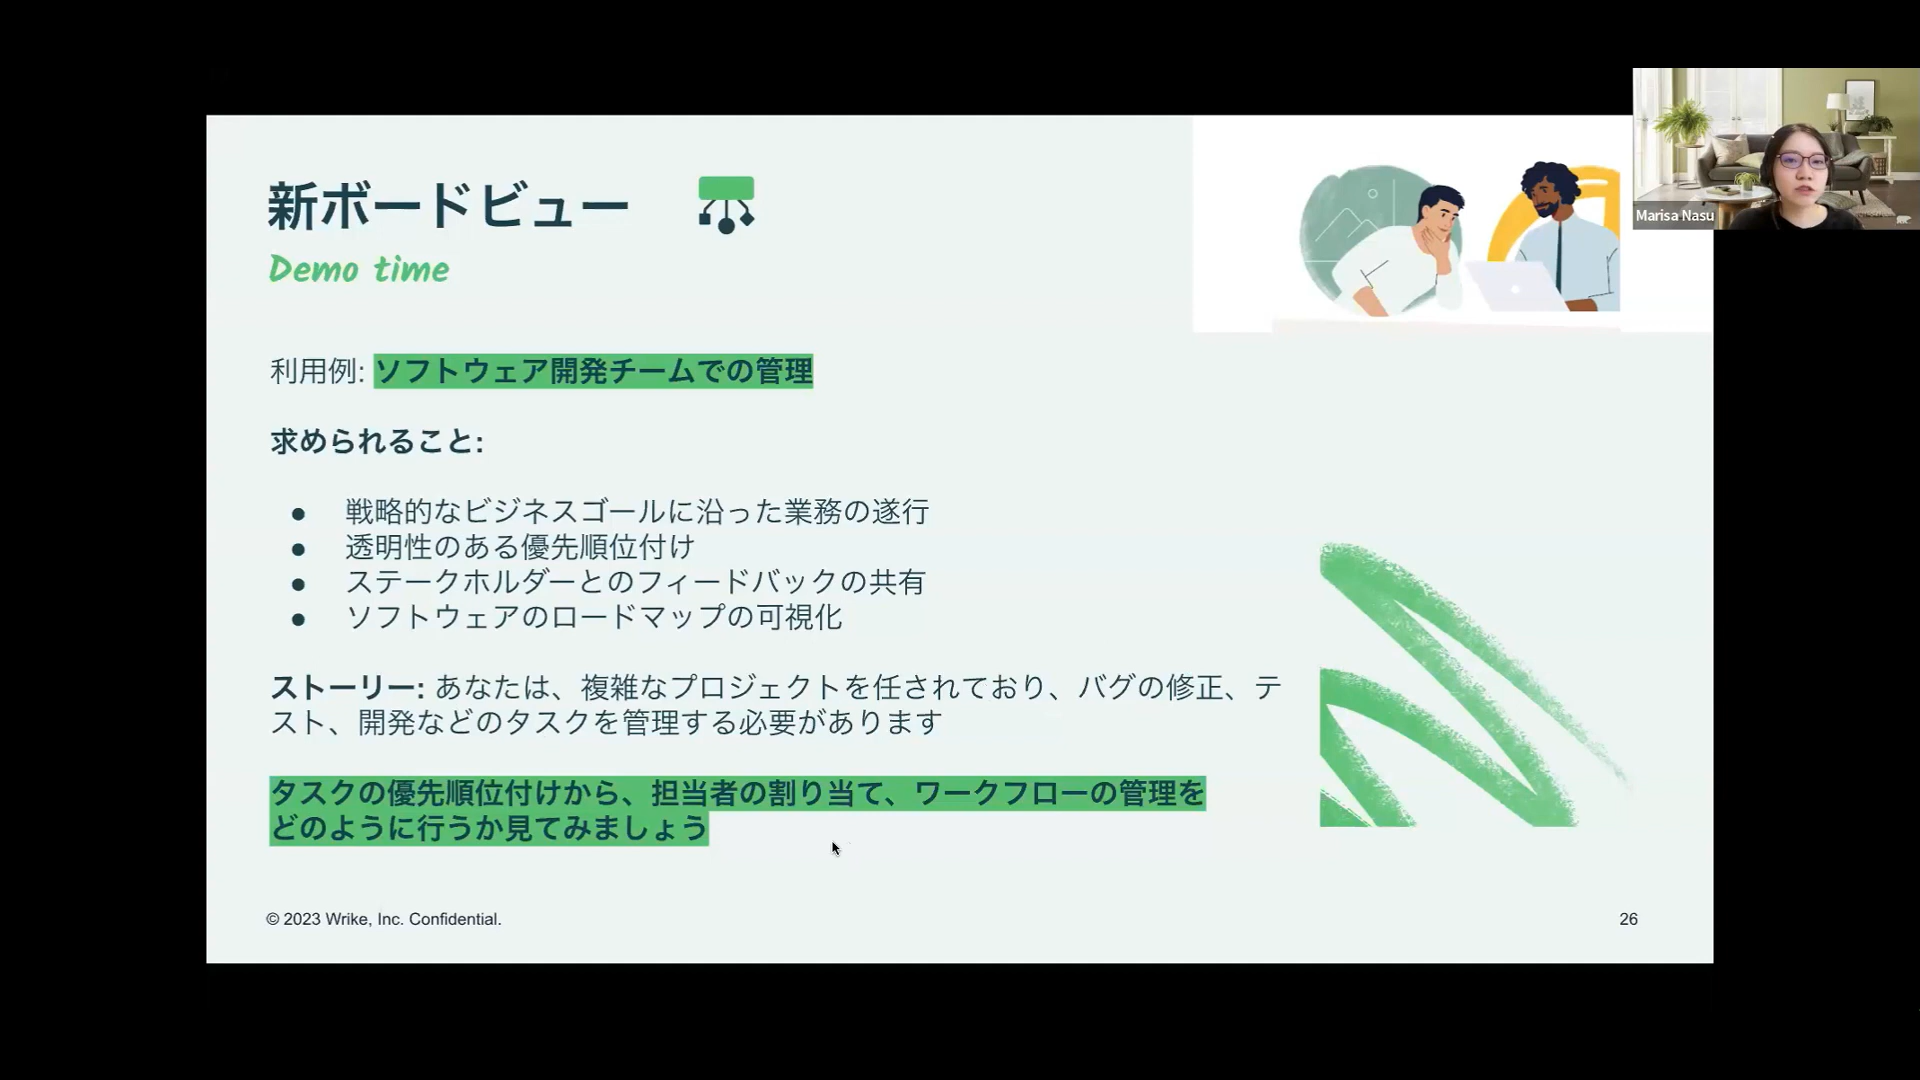 新ボードビュー
Demo time
Marisa Nasu
利用例: ソフトウェア開発チームでの管理
求められること:
● 戦略的なビジネスゴールに沿った業務の遂行
● 透明性のある優先順位付け
● ステークホルダーとのフィードバックの共有
● ソフトウェアのロードマップの可視化
ストーリー: あなたは、複雑なプロジェクトを任されており、バグの修正、テ
スト、開発などのタスクを管理する必要があります
タスクの優先順位付けから、担当者の割り当て、ワークフローの管理を
どのように行うか見てみましょう
© 2023 Wrike, Inc. Confidential.
26